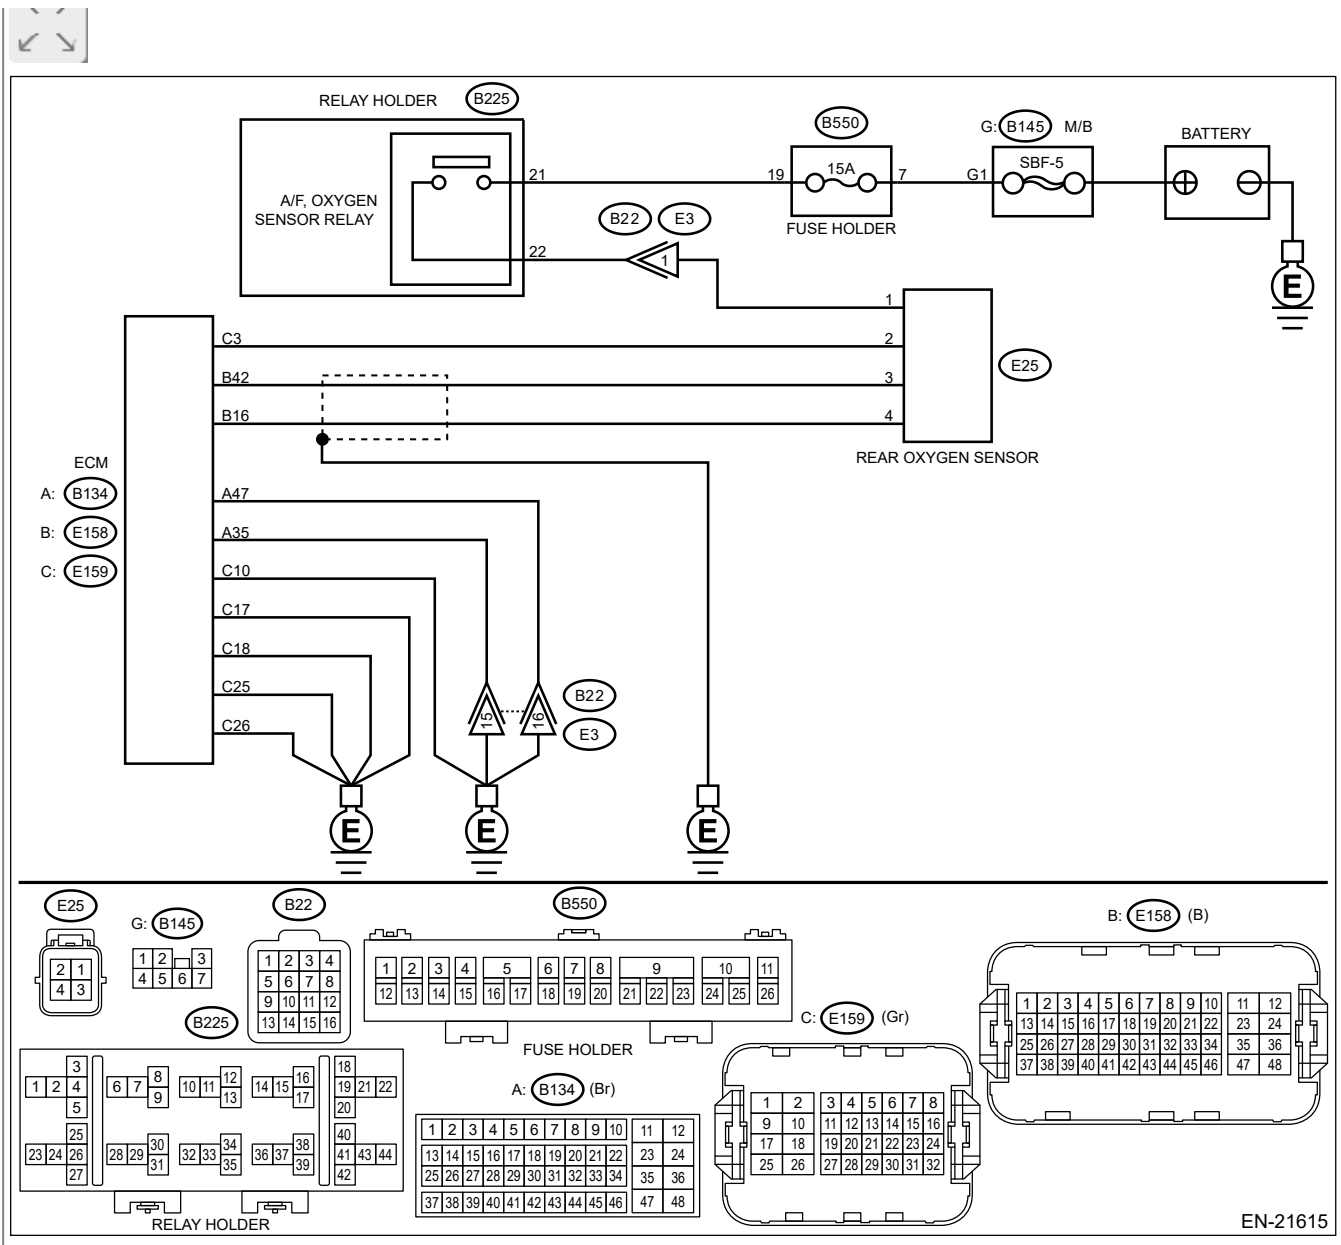 RELAY HOLDER B225
B550
G: B145 M/B
BATTERY
21 19 15A 7 G1 SBF-5
A/F, OXYGEN
SENSOR RELAY
B22 E3
FUSE HOLDER
22 1
E
1
C3 2
E25
B42 3
B16 4
REAR OXYGEN SENSOR
ECM
A: B134
B: E158
C: E159
A47
A35
C10
C17
C18
C25
C26
15 16
B22
E3
E E E
E25
2 1
4 3
G: B145
1 2 3
4 5 6 7
B22
1 2 3 4
5 6 7 8
9 10 11 12
13 14 15 16
B550
1 2 3 4 5 6 7 8 9 10 11
12 13 14 15 16 17 18 19 20 21 22 23 24 25 26
FUSE HOLDER
B: E158 (B)
1 2 3 4 5 6 7 8 9 10 11 12
13 14 15 16 17 18 19 20 21 22 23 24
25 26 27 28 29 30 31 32 33 34 35 36
37 38 39 40 41 42 43 44 45 46 47 48
B225
3 8 12 16 18
1 2 4 6 7 10 11 14 15 19 21 22
5 9 13 17 20
25 30 34 38 40
23 24 26 28 29 32 33 36 37 41 43 44
27 31 35 39 42
RELAY HOLDER
A: B134 (Br)
1 2 3 4 5 6 7 8 9 10 11 12
13 14 15 16 17 18 19 20 21 22 23 24
25 26 27 28 29 30 31 32 33 34 35 36
37 38 39 40 41 42 43 44 45 46 47 48
C: E159 (Gr)
1 2 3 4 5 6 7 8
9 10 11 12 13 14 15 16
17 18 19 20 21 22 23 24
25 26 27 28 29 30 31 32
EN-21615